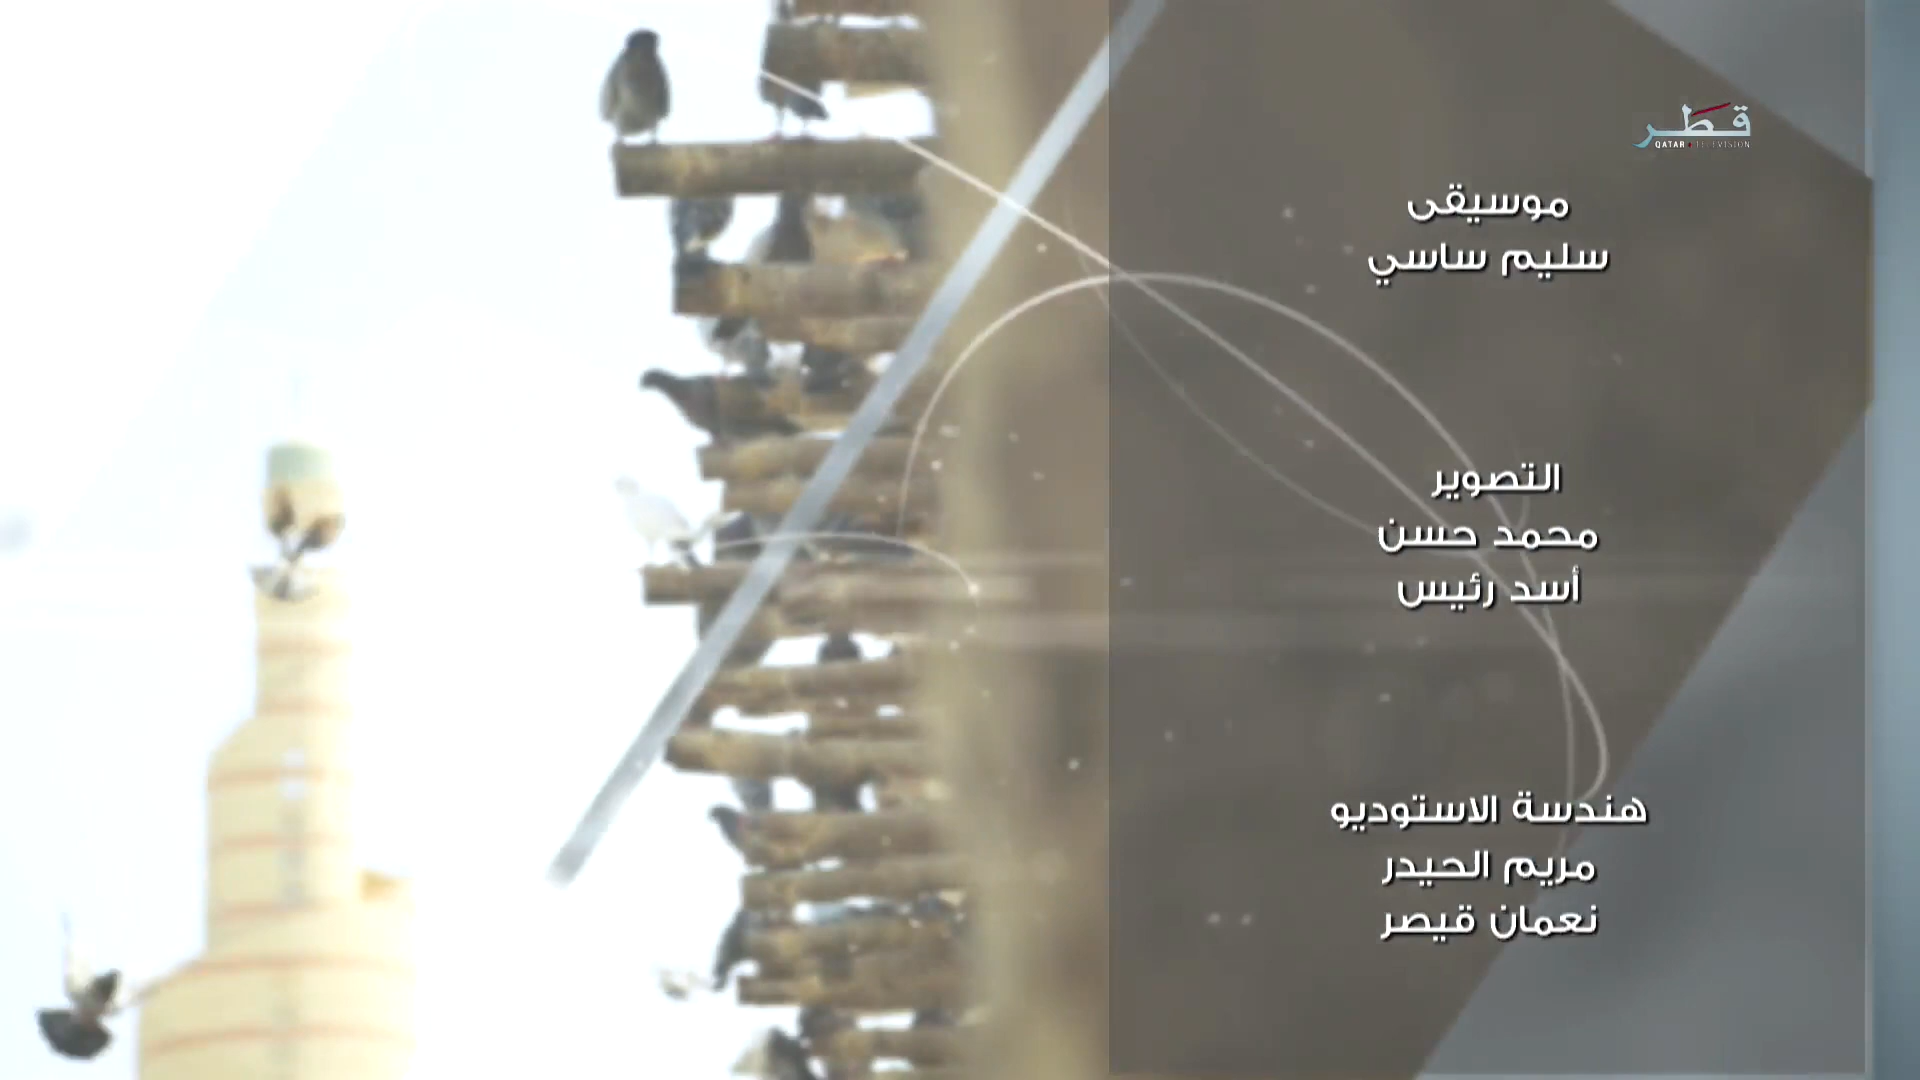 قطر
QATAR TELEVISION
موسيقى
سليم ساسي
التصوير
محمد حسن
أسد رئيس
هندسة الاستوديو
مريم الحيدر
نعمان قيصر